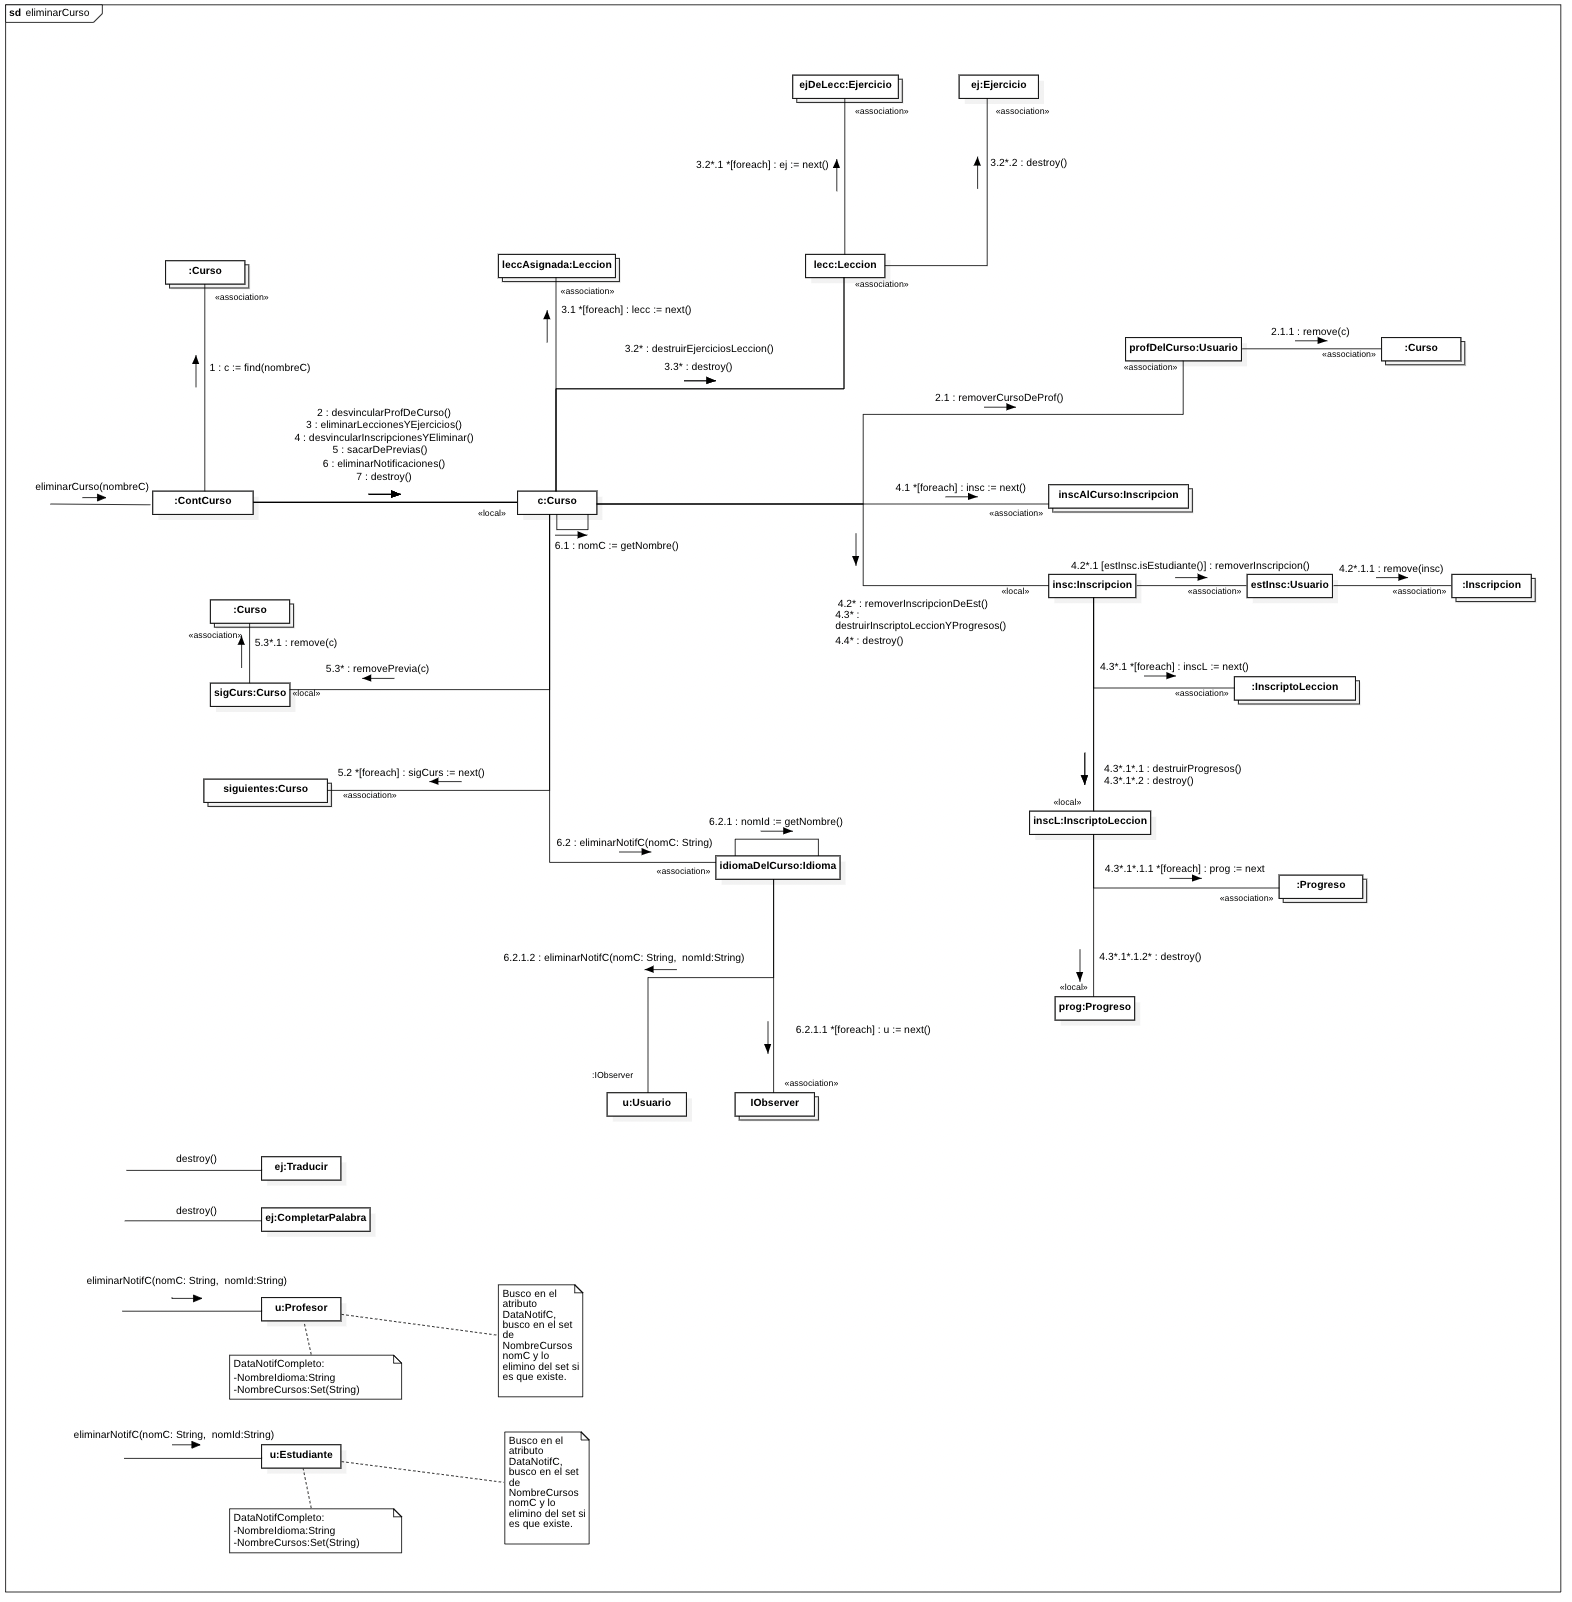 sd eliminarCurso
ejDeLecc:Ejercicio
ej:Ejercicio
«association»
«association»
3.2*.1 *[foreach] : ej := next()
3.2*.2 : destroy()
:Curso
«association»
leccAsignada:Leccion
«association»
lecc:Leccion
«association»
3.1 *[foreach] : lecc := next()
3.2* : destruirEjerciciosLeccion()
3.3* : destroy()
1 : c := find(nombreC)
profDelCurso:Usuario
«association»
2.1.1 : remove(c)
«association»
:Curso
2.1 : removerCursoDeProf()
2 : desvincularProfDeCurso()
3 : eliminarLeccionesYEjercicios()
4 : desvincularInscripcionesYEliminar()
5 : sacarDePrevias()
6 : eliminarNotificaciones()
7 : destroy()
eliminarCurso(nombreC)
:ContCurso
«local»
c:Curso
4.1 *[foreach] : insc := next()
«association»
inscAlCurso:Inscripcion
6.1 : nomC := getNombre()
4.2*.1 [estInsc.isEstudiante()] : removerInscripcion()
4.2*.1.1 : remove(insc)
«local»
insc:Inscripcion
«association»
estInsc:Usuario
«association»
:Inscripcion
4.2* : removerInscripcionDeEst()
4.3* :
destruirInscriptoLeccionYProgresos()
4.4* : destroy()
:Curso
«association»
5.3*.1 : remove(c)
5.3* : removePrevia(c)
sigCurs:Curso
«local»
4.3*.1 *[foreach] : inscL := next()
«association»
:InscriptoLeccion
5.2 *[foreach] : sigCurs := next()
siguientes:Curso
«association»
4.3*.1*.1 : destruirProgresos()
4.3*.1*.2 : destroy()
«local»
inscL:InscriptoLeccion
6.2.1 : nomId := getNombre()
6.2 : eliminarNotifC(nomC: String)
«association»
idiomaDelCurso:Idioma
4.3*.1*.1.1 *[foreach] : prog := next
«association»
:Progreso
6.2.1.2 : eliminarNotifC(nomC: String,  nomId:String)
4.3*.1*.1.2* : destroy()
«local»
prog:Progreso
6.2.1.1 *[foreach] : u := next()
:IObserver
«association»
u:Usuario
IObserver
destroy()
ej:Traducir
destroy()
ej:CompletarPalabra
eliminarNotifC(nomC: String,  nomId:String)
u:Profesor
Busco en el
atributo
DataNotifC,
busco en el set
de
NombreCursos
nomC y lo
elimino del set si
es que existe.
DataNotifCompleto:
-NombreIdioma:String
-NombreCursos:Set(String)
eliminarNotifC(nomC: String,  nomId:String)
u:Estudiante
Busco en el
atributo
DataNotifC,
busco en el set
de
NombreCursos
nomC y lo
elimino del set si
es que existe.
DataNotifCompleto:
-NombreIdioma:String
-NombreCursos:Set(String)